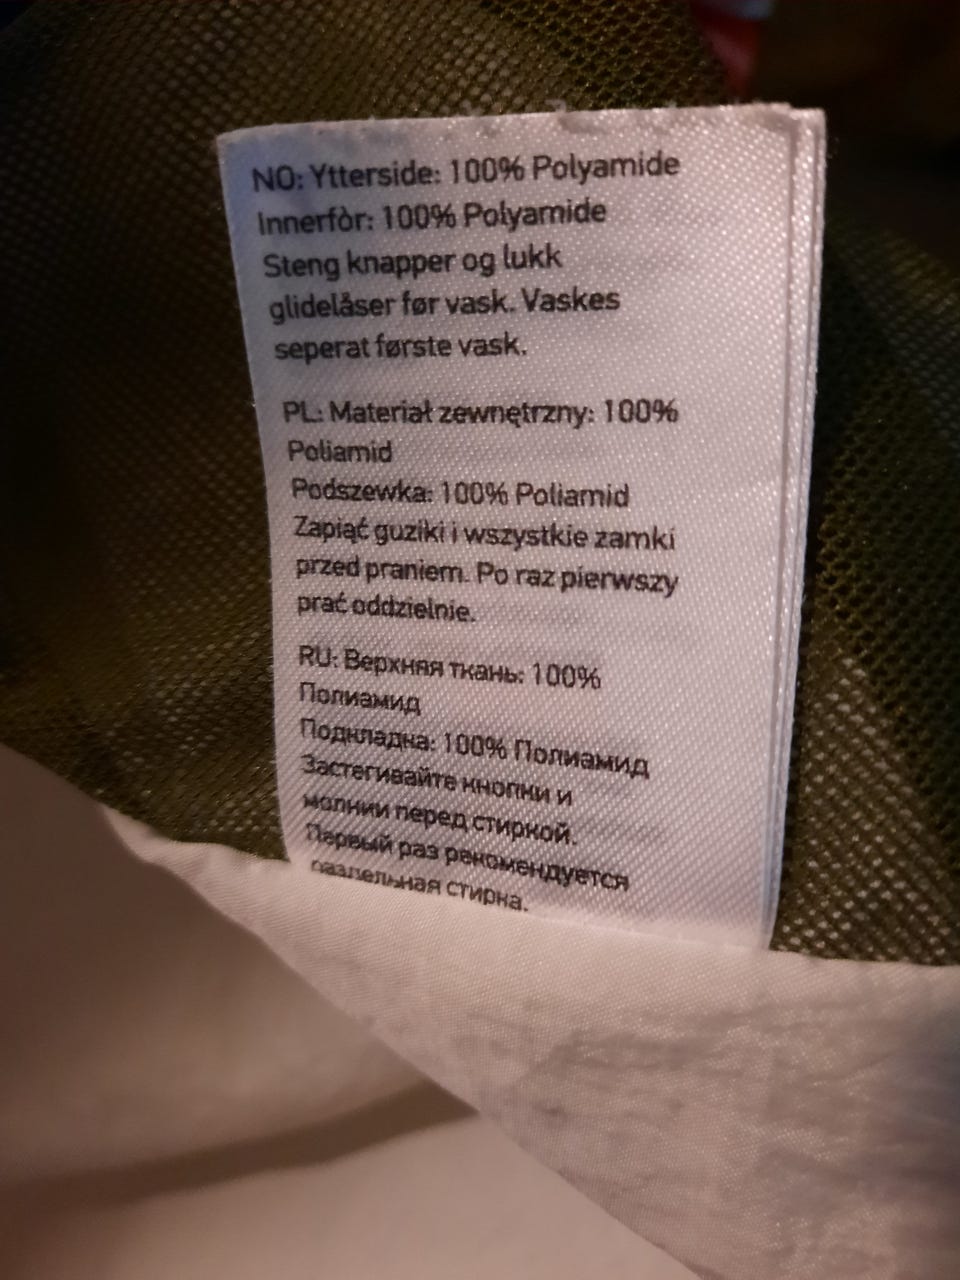 NO: Ytterside: 100% Polyamide
Innerfòr: 100% Polyamide
Steng knapper og lukk
glidelåser før vask. Vaskes
seperat første vask.
PL: Materiał zewnętrzny: 100%
Poliamid
Podszewka: 100% Poliamid
Zapiąć guziki i wszystkie zamki
przed praniem. Po raz pierwszy
prać oddzielnie.
RU: Верхняя ткань: 100%
Полиамид
Подкладка: 100% Полиамид
Застегивайте кнопки и
молнии перед стиркой.
Первый раз рекомендуется
раздельная стирка.